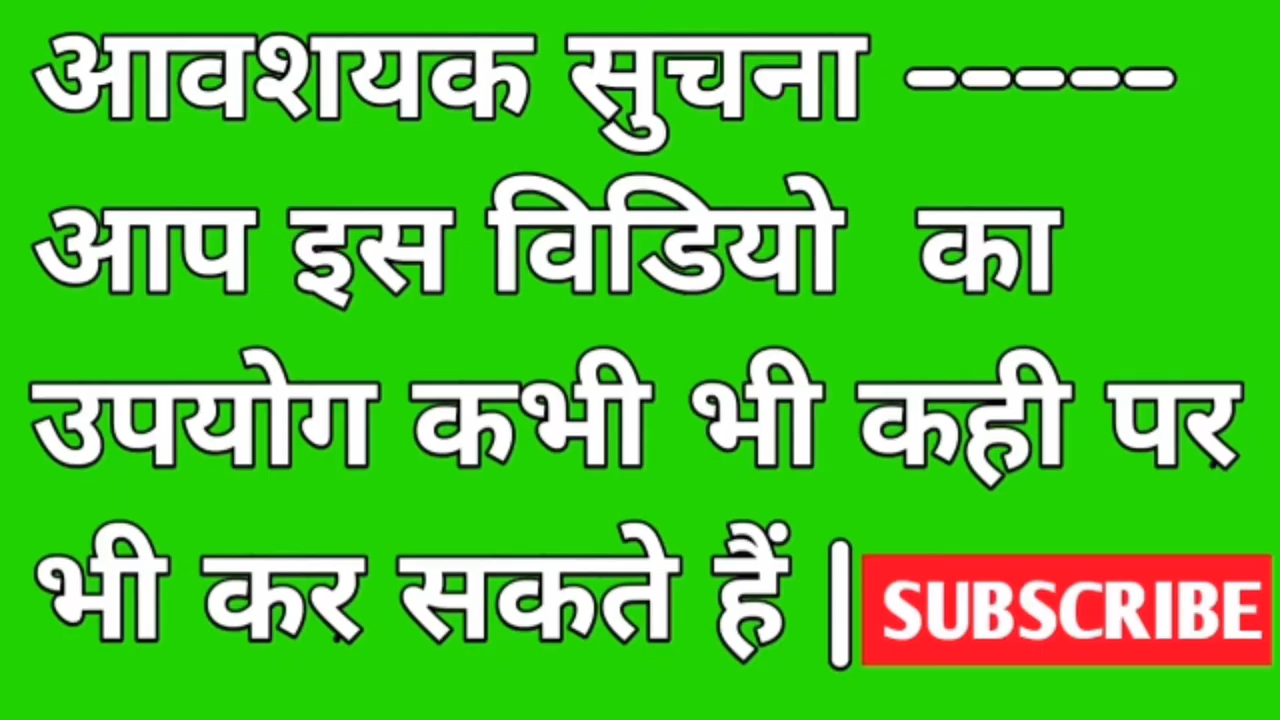 आवशयक सुचना -----
आप इस विडियो का
उपयोग कभी भी कही पर
भी कर सकते हैं | SUBSCRIBE